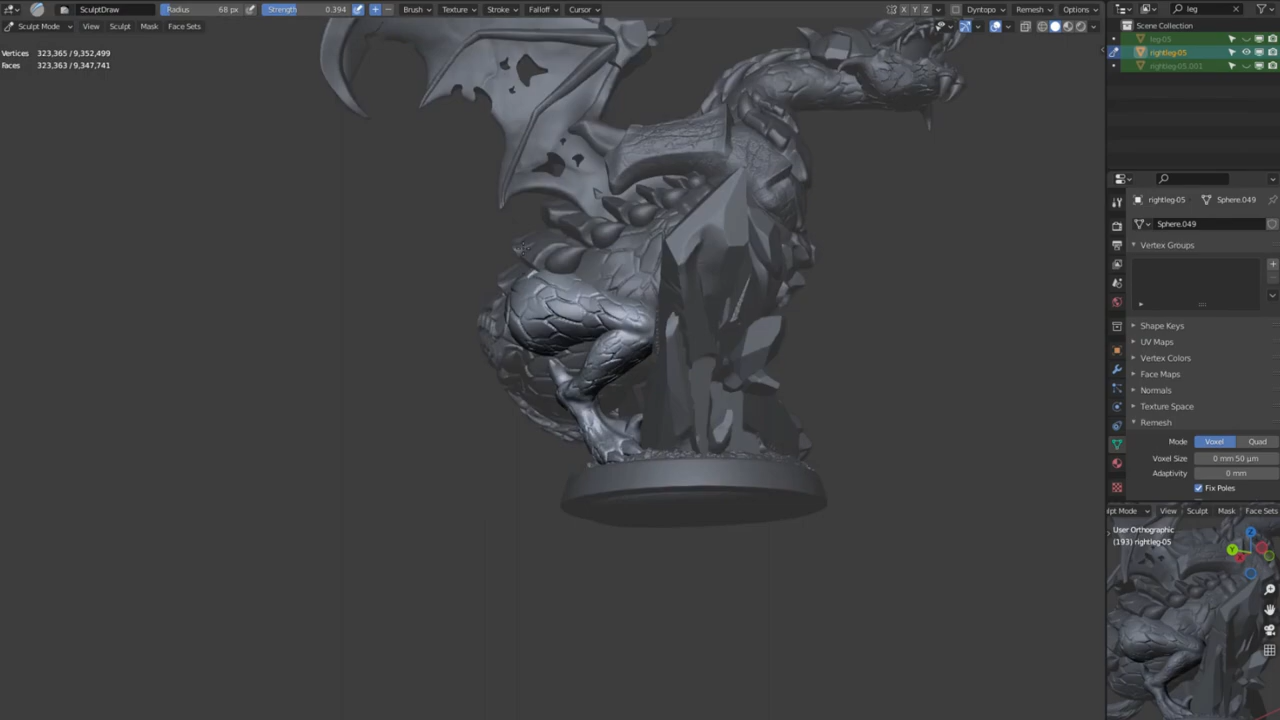 SculptDraw Radius 68 px Strength 0.394 Brush Texture Stroke Falloff Cursor X Y Z Dyntopo Remesh Options leg
Sculpt Mode View Sculpt Mask Face Sets Scene Collection
leg-05
Vertices 323,365 / 9,352,499 rightleg-05
Faces 323,363 / 9,347,741 rightleg-05.001
rightleg-05 Sphere.049
Sphere.049
Vertex Groups
Shape Keys
UV Maps
Vertex Colors
Face Maps
Normals
Texture Space
Remesh
Mode Voxel Quad
Voxel Size 0 mm 50 µm
Adaptivity 0 mm
Fix Poles
lpt Mode View Sculpt Mask Face Sets
User Orthographic
(193) rightleg-05
Z
Y